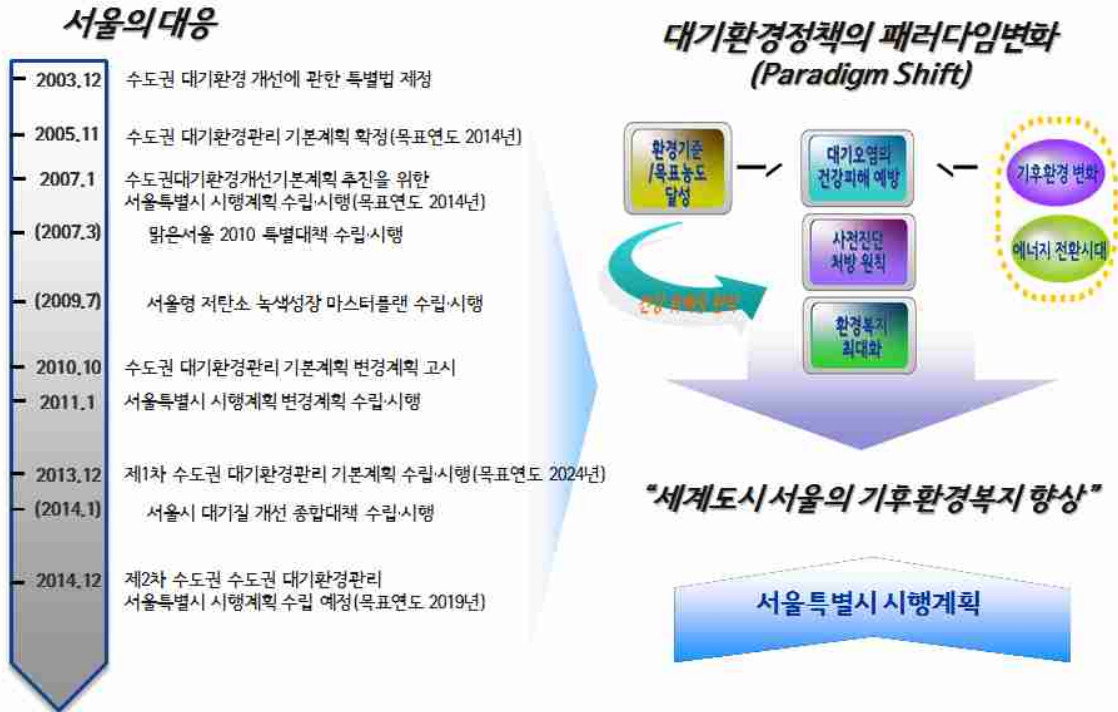 서울의 대응
2003.12 수도권 대기환경 개선에 관한 특별법 제정
2005.11 수도권 대기환경관리 기본계획 확정(목표연도 2014년)
2007.1 수도권대기환경개선기본계획 추진을 위한
서울특별시 시행계획 수립·시행(목표연도 2014년)
(2007.3) 맑은서울 2010 특별대책 수립·시행
(2009.7) 서울형 저탄소 녹색성장 마스터플랜 수립·시행
2010.10 수도권 대기환경관리 기본계획 변경계획 고시
2011.1 서울특별시 시행계획 변경계획 수립·시행
2013.12 제1차 수도권 대기환경관리 기본계획 수립·시행(목표연도 2024년)
(2014.1) 서울시 대기질 개선 종합대책 수립·시행
2014.12 제2차 수도권 수도권 대기환경관리
서울특별시 시행계획 수립 예정(목표연도 2019년)
대기환경정책의 패러다임변화
(Paradigm Shift)
환경기준
/목표농도
달성
대기오염의
건강피해 예방
사전진단
처방 원칙
환경복지
최대화
기후환경 변화
에너지 전환시대
건강
“세계도시 서울의 기후환경복지 향상”
서울특별시 시행계획